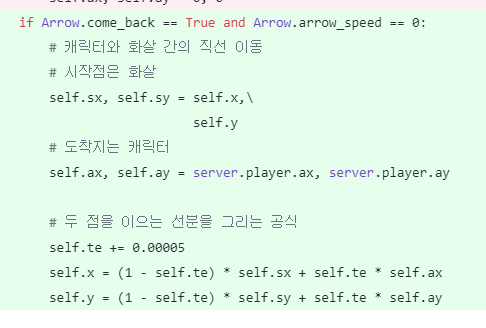 if Arrow.come_back == True and Arrow.arrow_speed == 0:
# 캐릭터와 화살 간의 직선 이동
# 시작점은 화살
self.sx, self.sy = self.x,\
self.y
# 도착지는 캐릭터
self.ax, self.ay = server.player.ax, server.player.ay
# 두 점을 이으는 선분을 그리는 공식
self.te += 0.00005
self.x = (1 - self.te) * self.sx + self.te * self.ax
self.y = (1 - self.te) * self.sy + self.te * self.ay